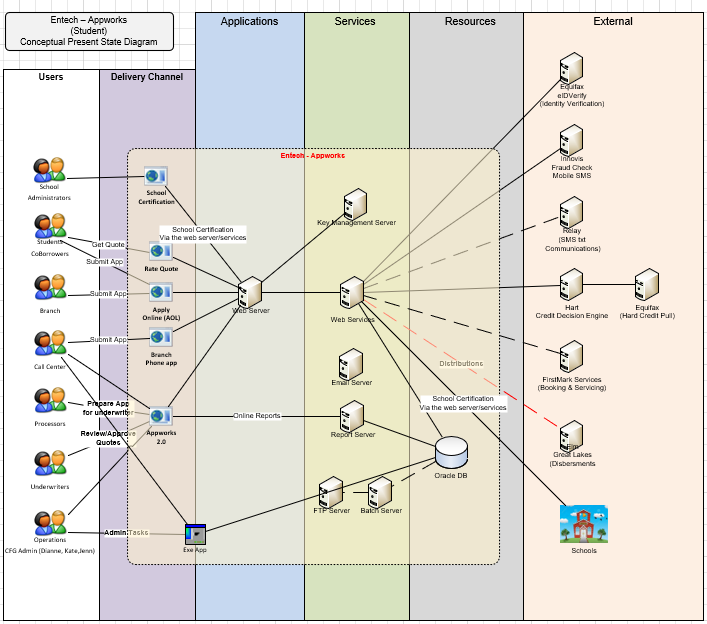 Entech – Appworks
(Student)
Conceptual Present State Diagram
Users
Delivery Channel
Applications
Services
Resources
External
Entech - Appworks
School
Administrators
School
Certification
School Certification
Via the web server/services
Key Management Server
Equifax
eIDVerify
(Identity Verification)
Innovis
Fraud Check
Mobile SMS
Relay
(SMS txt
Communications)
Students
CoBorrowers
Get Quote
Submit App
Rate Quote
Branch
Submit App
Apply
Online (AOL)
Web Server
Web Services
Hart
Credit Decision Engine
Equifax
(Hard Credit Pull)
Call Center
Submit App
Branch
Phone app
Email Server
Distributions
FirstMark Services
(Booking & Servicing)
Processors
Prepare App
for underwriter
Review/Approve
Quotes
Appworks
2.0
Online Reports
Report Server
School Certification
Via the web server/services
Great Lakes
(Disbersments
Underwriters
Oracle DB
FTP Server
Batch Server
Operations
CFG Admin (Dianne, Kate,Jenn)
Admin Tasks
Exe App
Schools